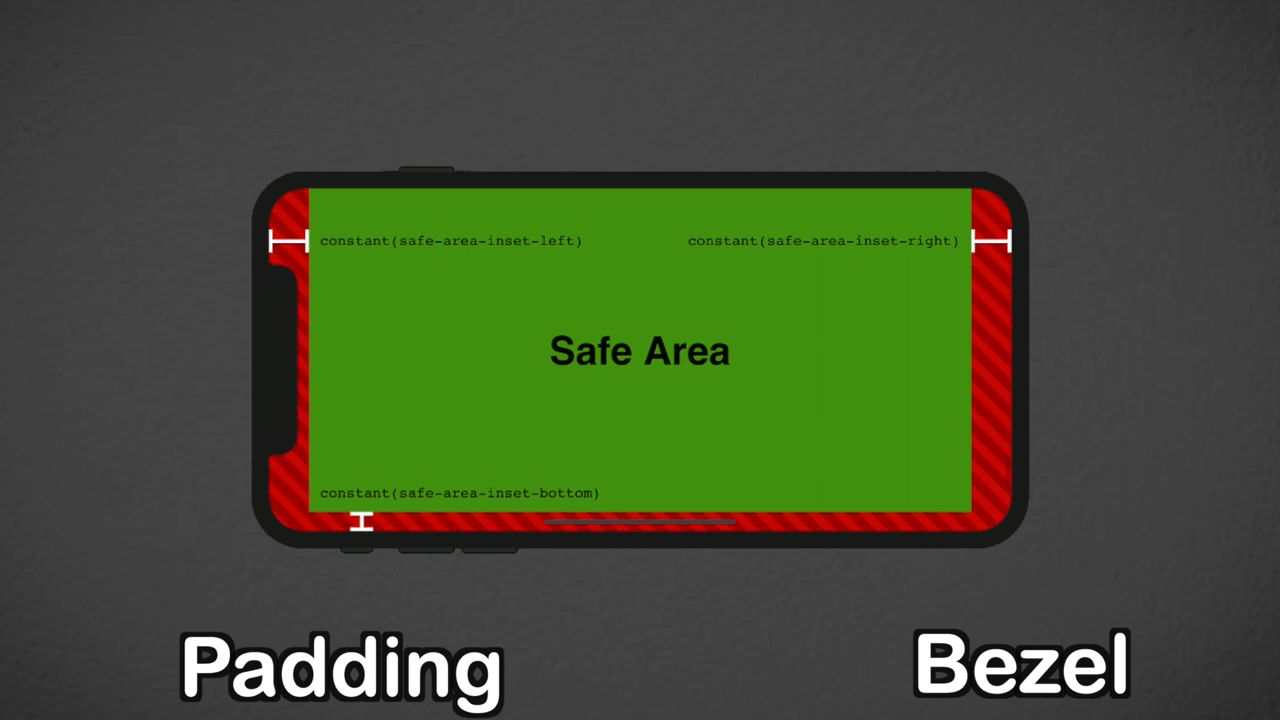 constant(safe-area-inset-left)
constant(safe-area-inset-right)
Safe Area
constant(safe-area-inset-bottom)
Padding
Bezel